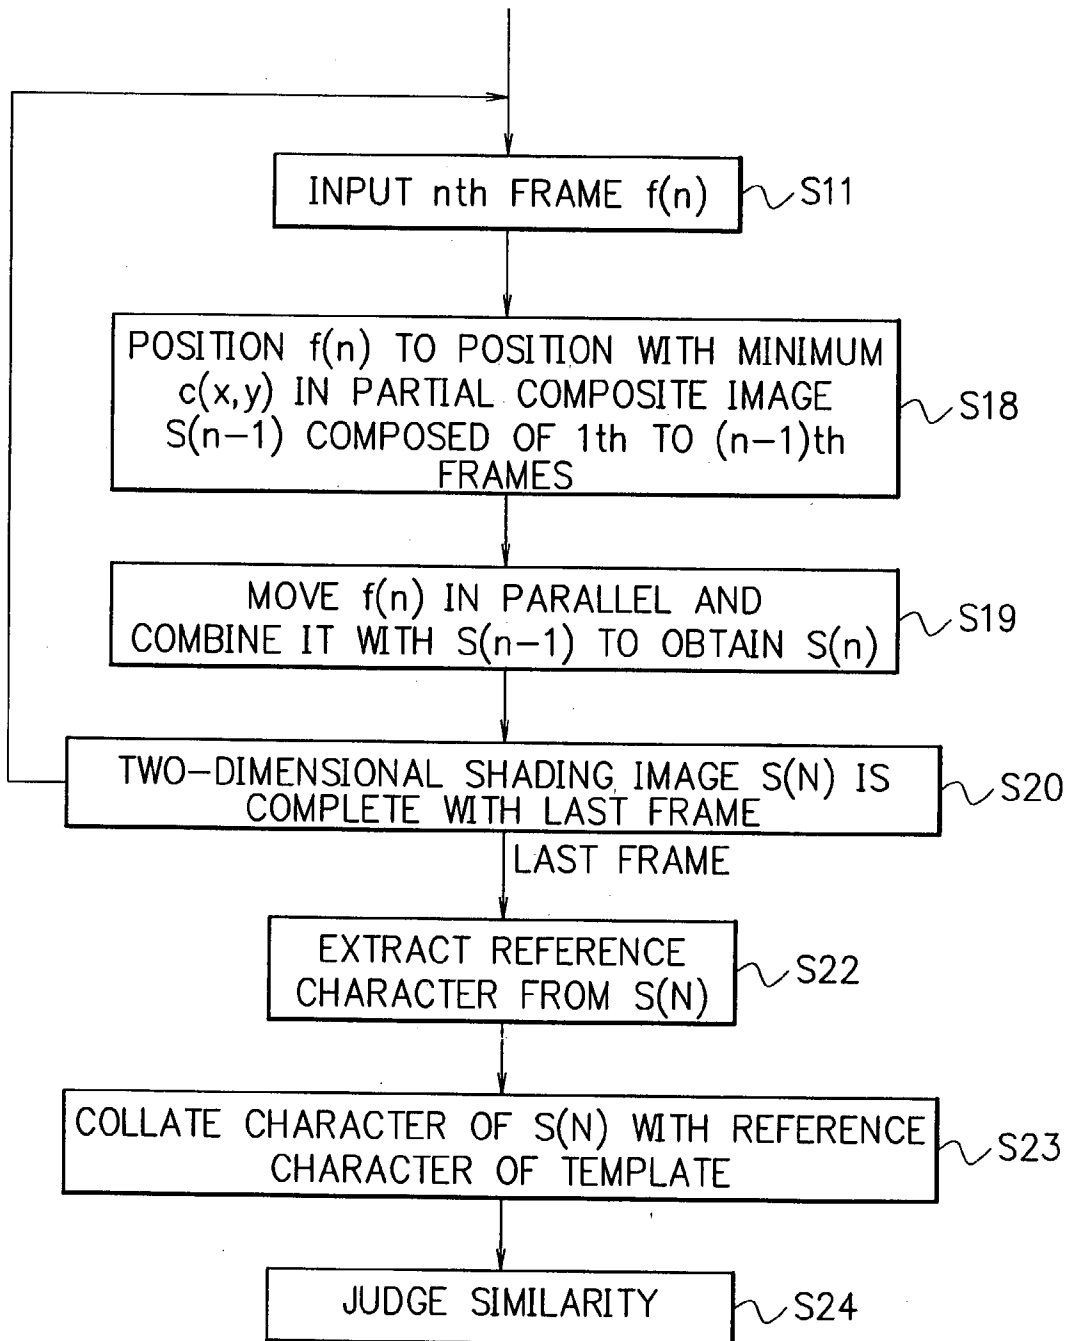 INPUT nth FRAME f(n)
S11
POSITION f(n) TO POSITION WITH MINIMUM
c(x,y) IN PARTIAL COMPOSITE IMAGE
S(n-1) COMPOSED OF 1th TO (n-1)th
FRAMES
S18
MOVE f(n) IN PARALLEL AND
COMBINE IT WITH S(n-1) TO OBTAIN S(n)
S19
TWO-DIMENSIONAL SHADING IMAGE S(N) IS
COMPLETE WITH LAST FRAME
S20
LAST FRAME
EXTRACT REFERENCE
CHARACTER FROM S(N)
S22
COLLATE CHARACTER OF S(N) WITH REFERENCE
CHARACTER OF TEMPLATE
S23
JUDGE SIMILARITY
S24